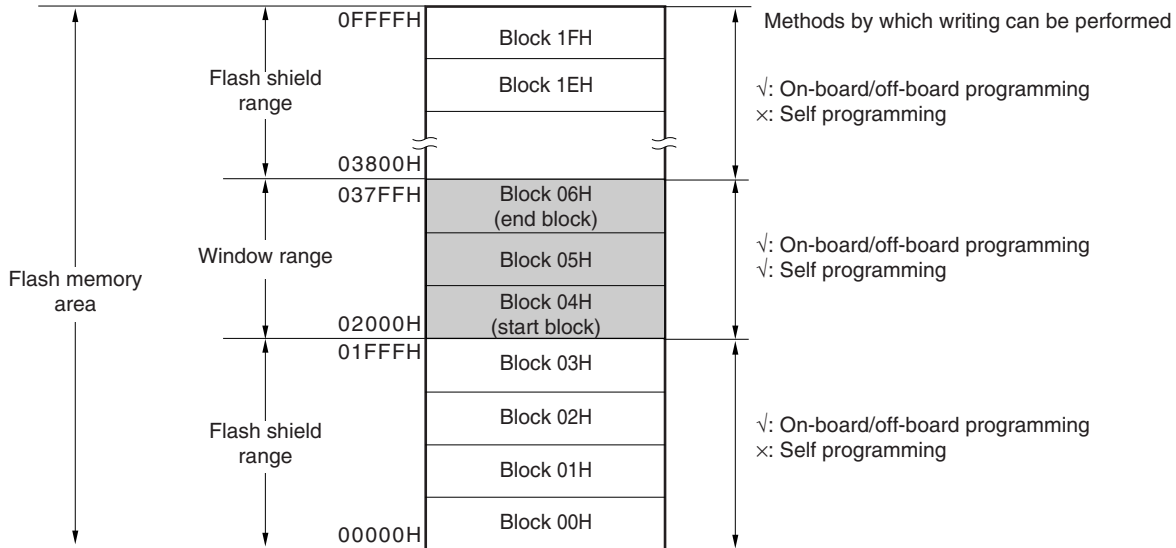 0FFFFH
Block 1FH
Methods by which writing can be performed
Flash shield
range
Block 1EH
√: On-board/off-board programming
×: Self programming
03800H
037FFH
Block 06H
(end block)
Window range
Block 05H
√: On-board/off-board programming
√: Self programming
Flash memory
area
Block 04H
(start block)
02000H
01FFFH
Block 03H
Flash shield
range
Block 02H
√: On-board/off-board programming
×: Self programming
Block 01H
Block 00H
00000H